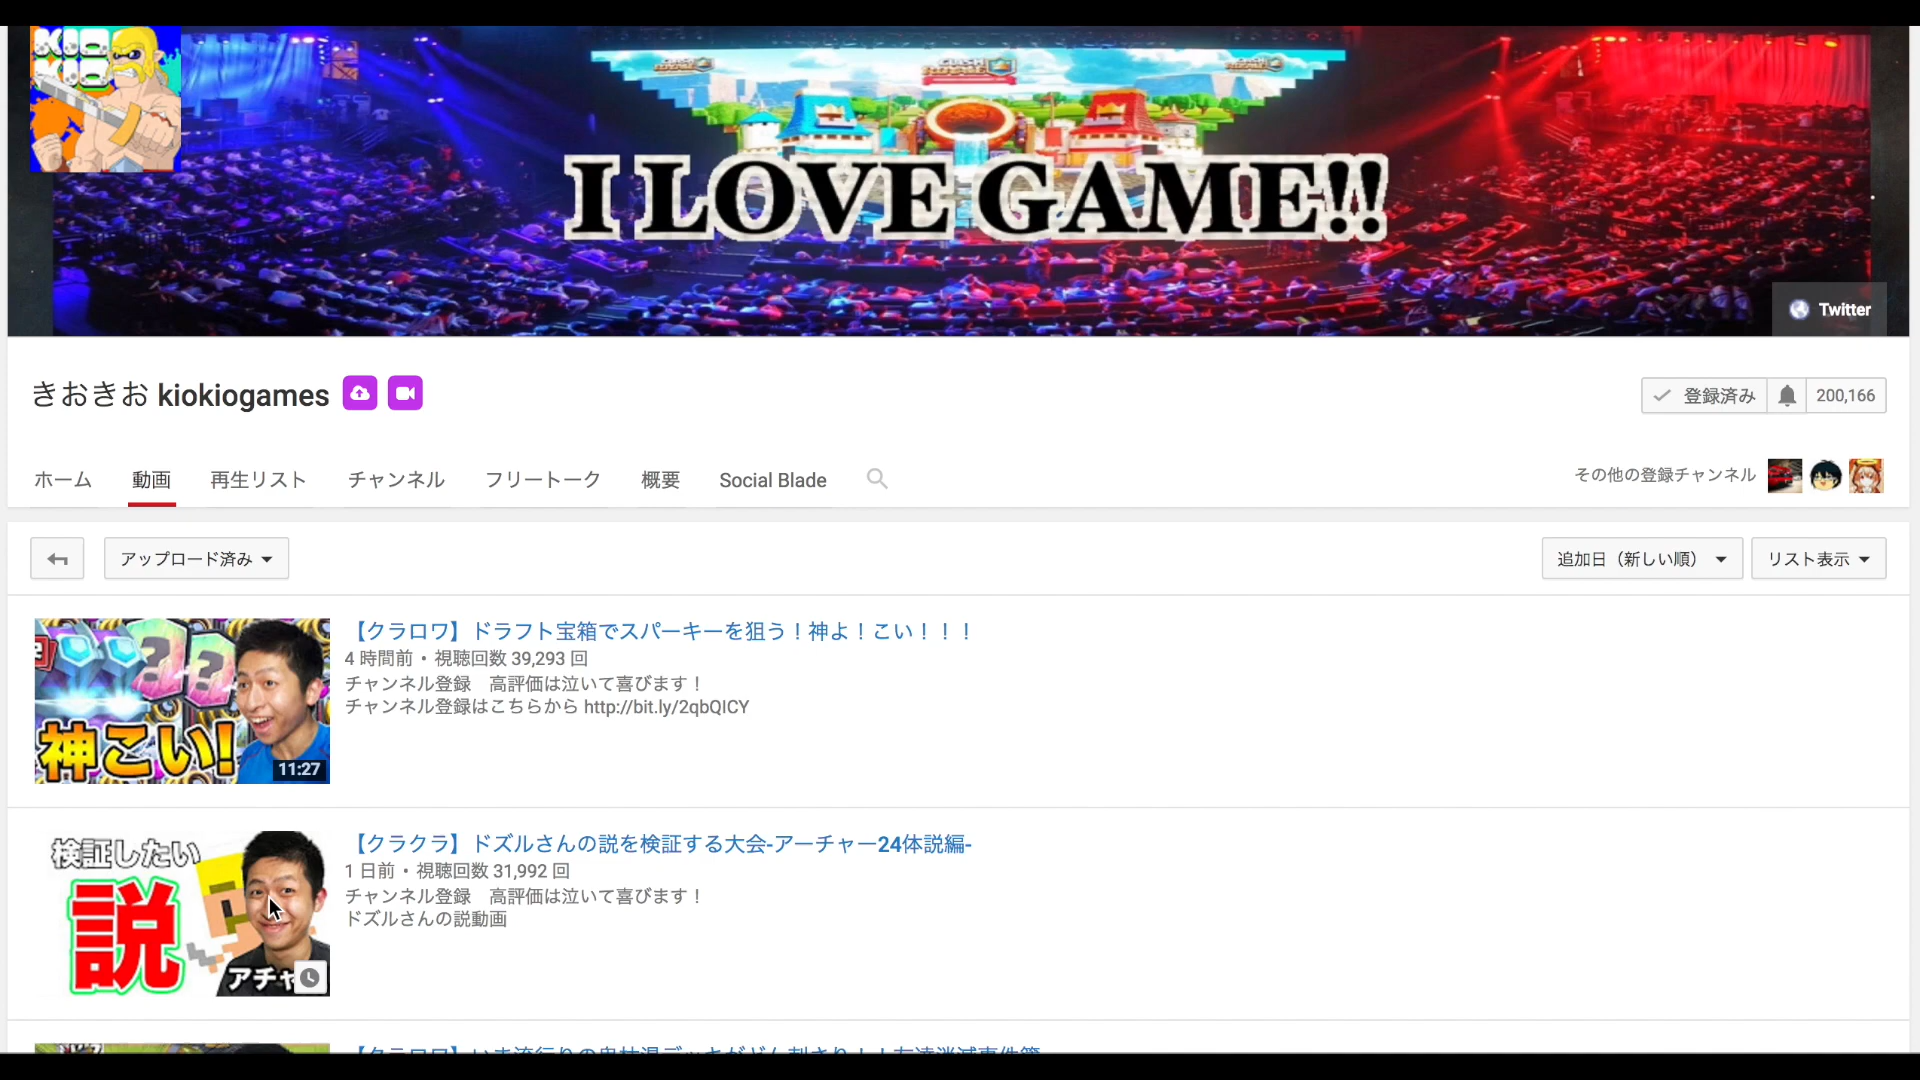 KIO
KIO
CLASH ROYALE
I LOVE GAME!!
Twitter
きおきお kiokiogames
登録済み 200,166
ホーム 動画 再生リスト チャンネル フリートーク 概要 Social Blade
その他の登録チャンネル
アップロード済み
追加日（新しい順） リスト表示
神こい!
11:27
【クラロワ】ドラフト宝箱でスパーキーを狙う！神よ！こい！！！
4 時間前・視聴回数 39,293 回
チャンネル登録　高評価は泣いて喜びます！
チャンネル登録はこちらから http://bit.ly/2qbQICY
検証したい
説
アチャ
【クラクラ】ドズルさんの説を検証する大会-アーチャー24体説編-
1 日前・視聴回数 31,992 回
チャンネル登録　高評価は泣いて喜びます！
ドズルさんの説動画